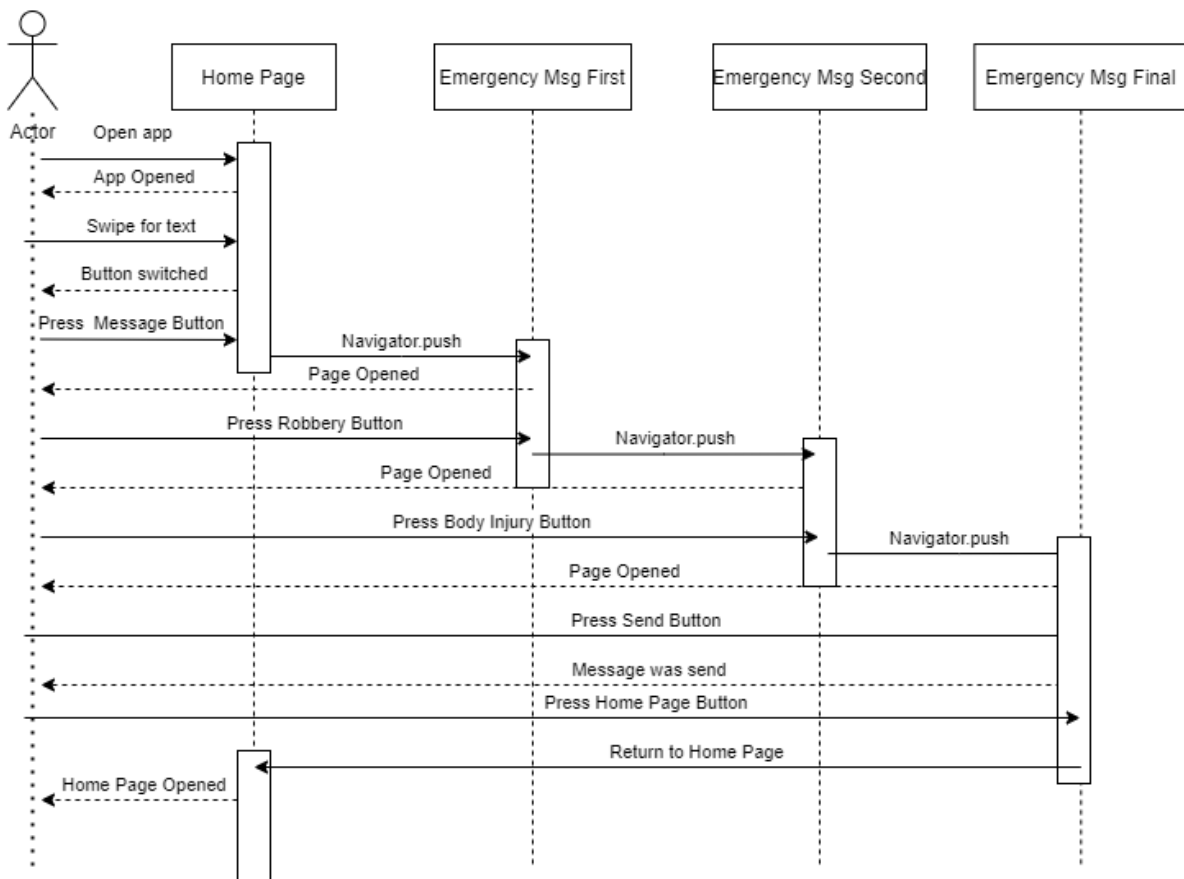 Home Page
Emergency Msg First
Emergency Msg Second
Emergency Msg Final
Actor
Open app
App Opened
Swipe for text
Button switched
Press Message Button
Navigator.push
Page Opened
Press Robbery Button
Navigator.push
Page Opened
Press Body Injury Button
Navigator.push
Page Opened
Press Send Button
Message was send
Press Home Page Button
Return to Home Page
Home Page Opened